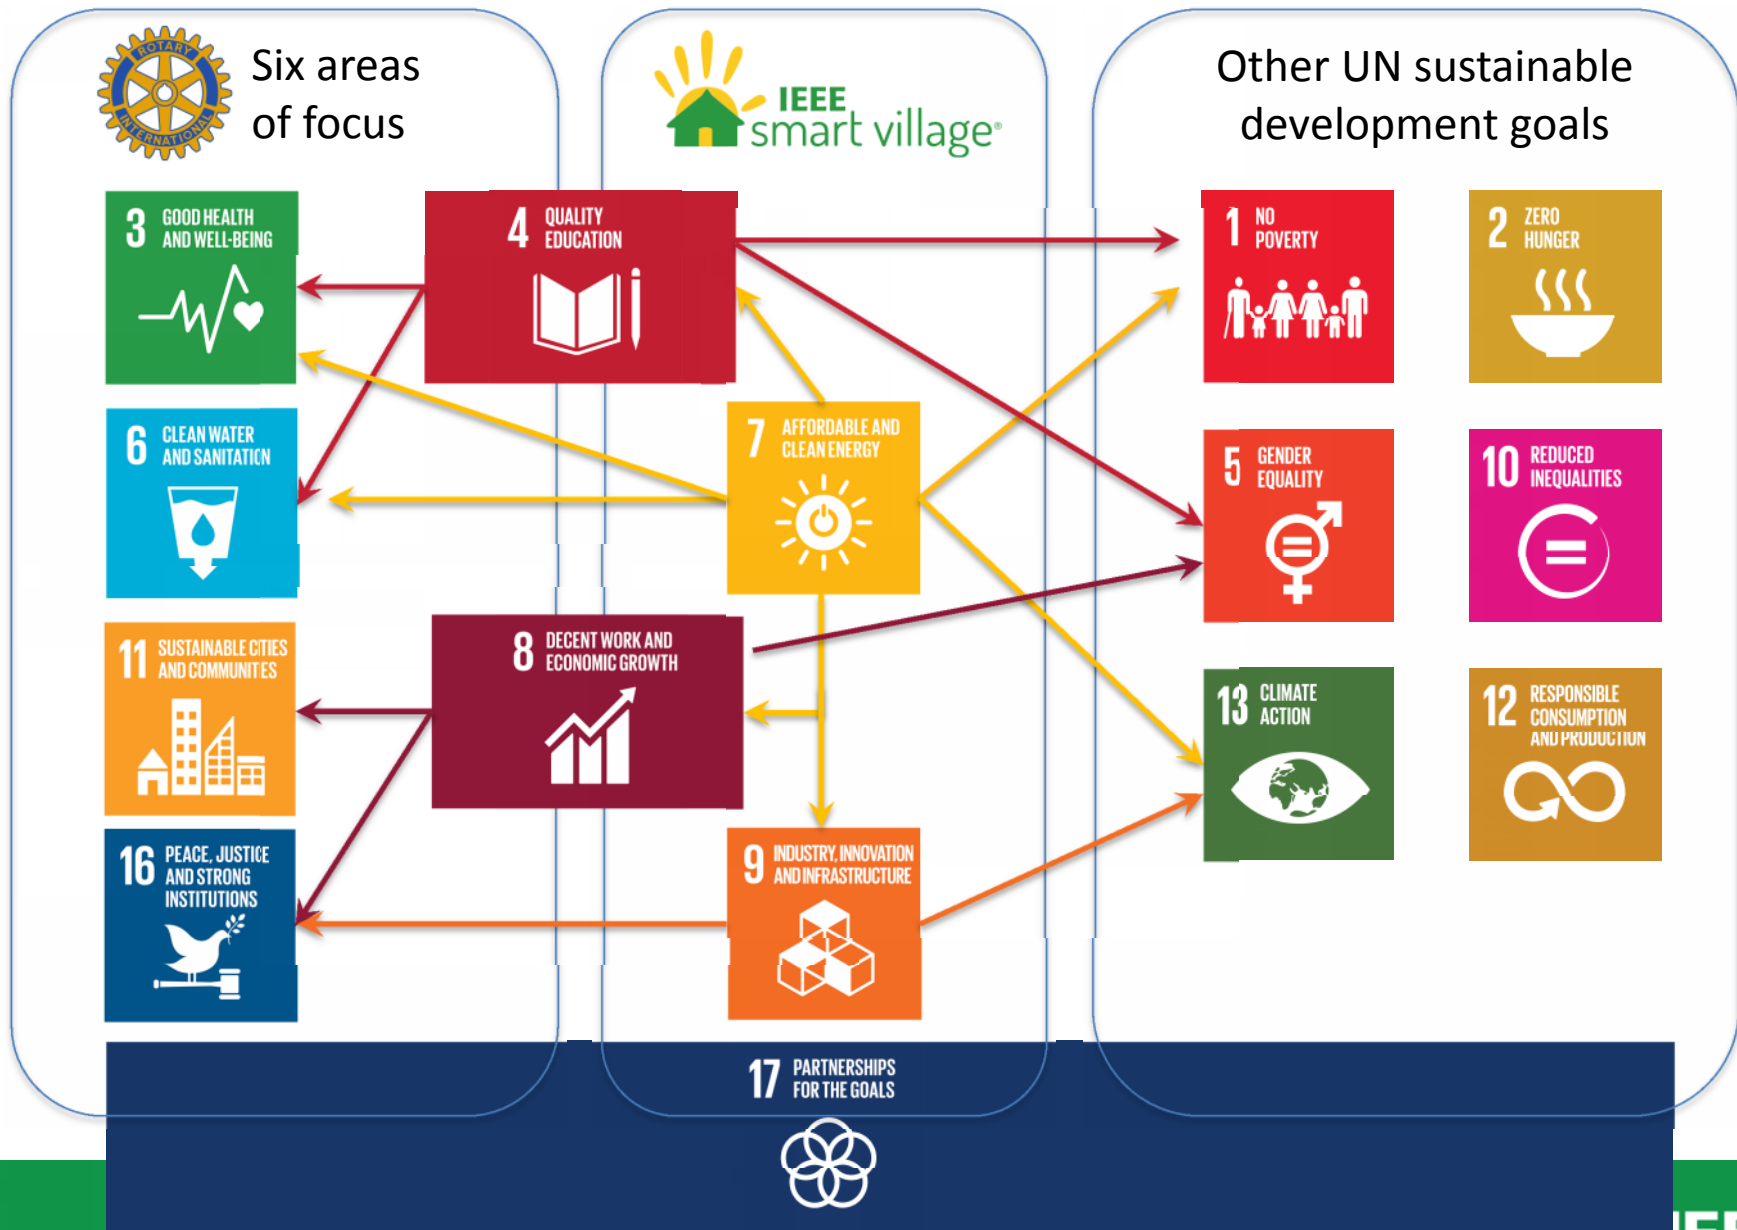 ROTARY
INTERNATIONAL
Six areas
of focus
IEEE
smart village®
Other UN sustainable
development goals
3 GOOD HEALTH
AND WELL-BEING
4 QUALITY
EDUCATION
1 NO
POVERTY
2 ZERO
HUNGER
6 CLEAN WATER
AND SANITATION
7 AFFORDABLE AND
CLEAN ENERGY
5 GENDER
EQUALITY
10 REDUCED
INEQUALITIES
11 SUSTAINABLE CITIES
AND COMMUNITIES
8 DECENT WORK AND
ECONOMIC GROWTH
13 CLIMATE
ACTION
12 RESPONSIBLE
CONSUMPTION
AND PRODUCTION
16 PEACE, JUSTICE
AND STRONG
INSTITUTIONS
9 INDUSTRY, INNOVATION
AND INFRASTRUCTURE
17 PARTNERSHIPS
FOR THE GOALS